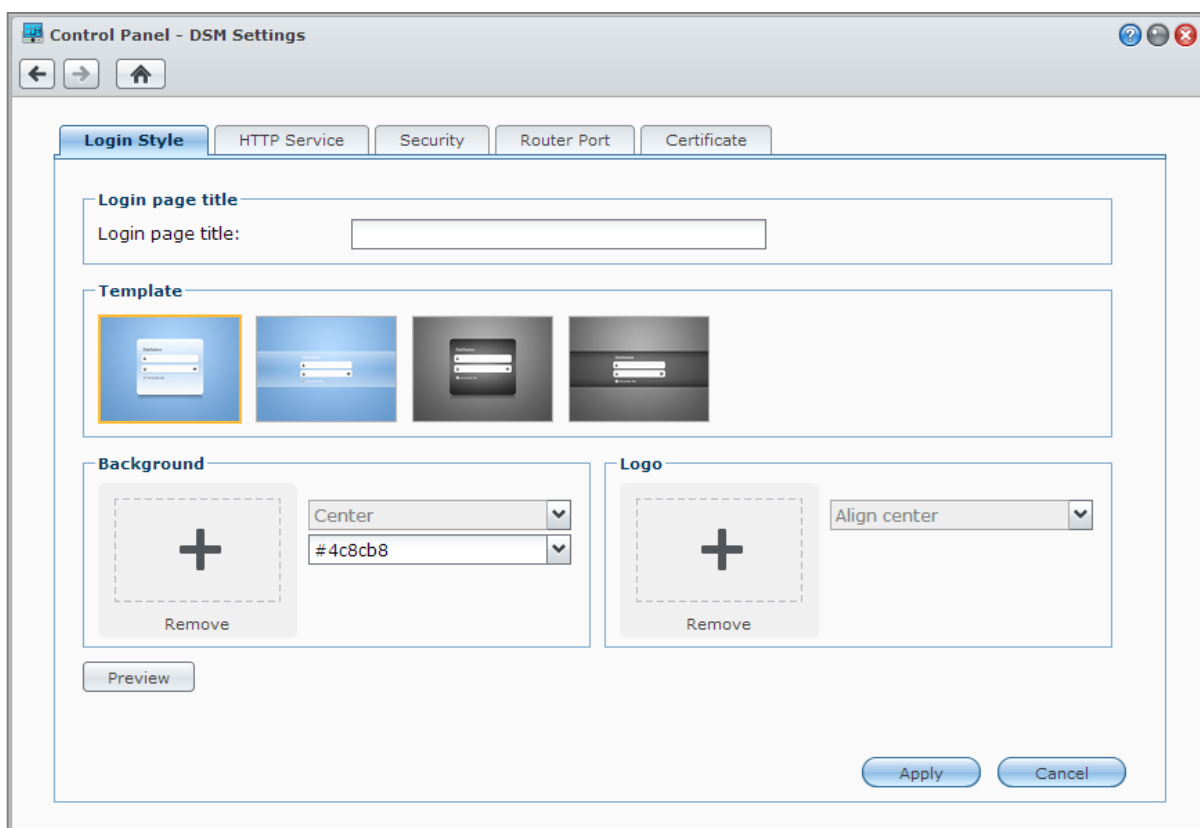 Control Panel - DSM Settings
Login Style HTTP Service Security Router Port Certificate
Login page title
Login page title:
Template
Background
Center
#4c8cb8
Remove
Logo
Align center
Remove
Preview
Apply Cancel